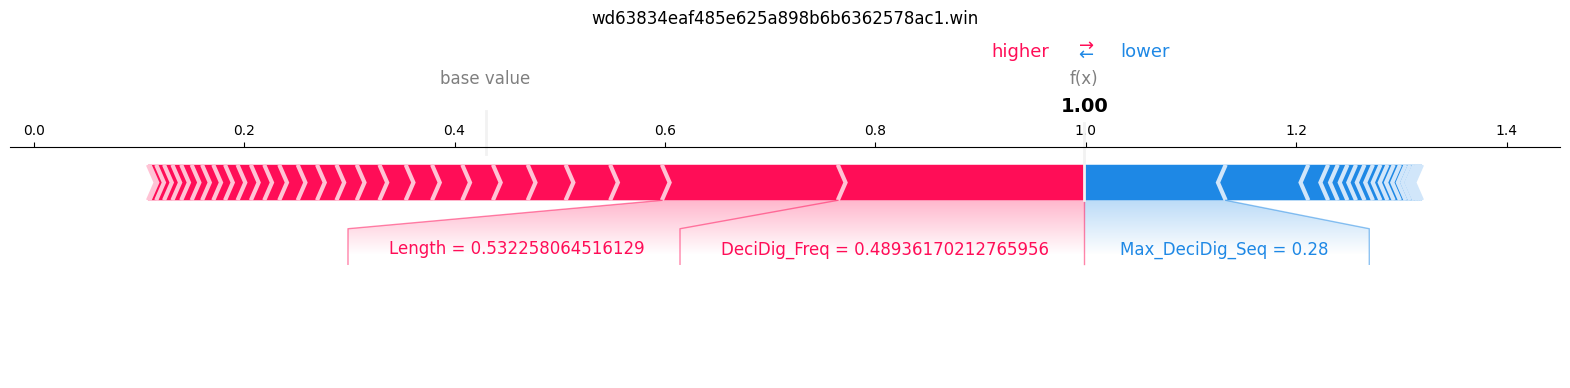 wd63834eaf485e625a898b6b6362578ac1.win
higher → ← lower
base value f(x)
1.00
0.0 0.2 0.4 0.6 0.8 1.0 1.2 1.4
Length = 0.532258064516129 DeciDig_Freq = 0.48936170212765956 Max_DeciDig_Seq = 0.28